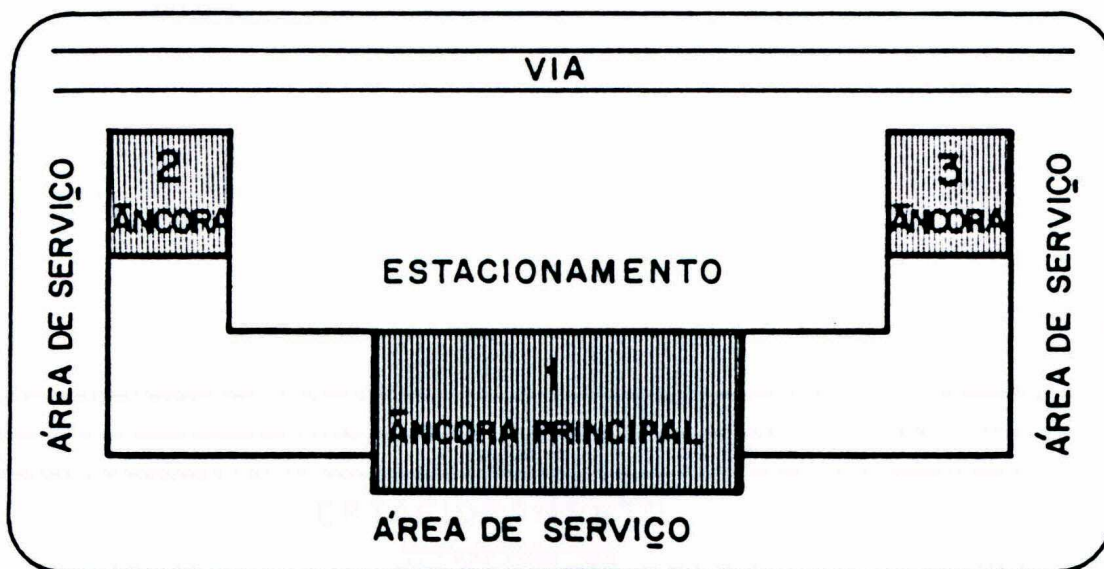 VIA
2
ÂNCORA
3
ÂNCORA
ÁREA DE SERVIÇO
ESTACIONAMENTO
ÁREA DE SERVIÇO
1
ÂNCORA PRINCIPAL
ÁREA DE SERVIÇO